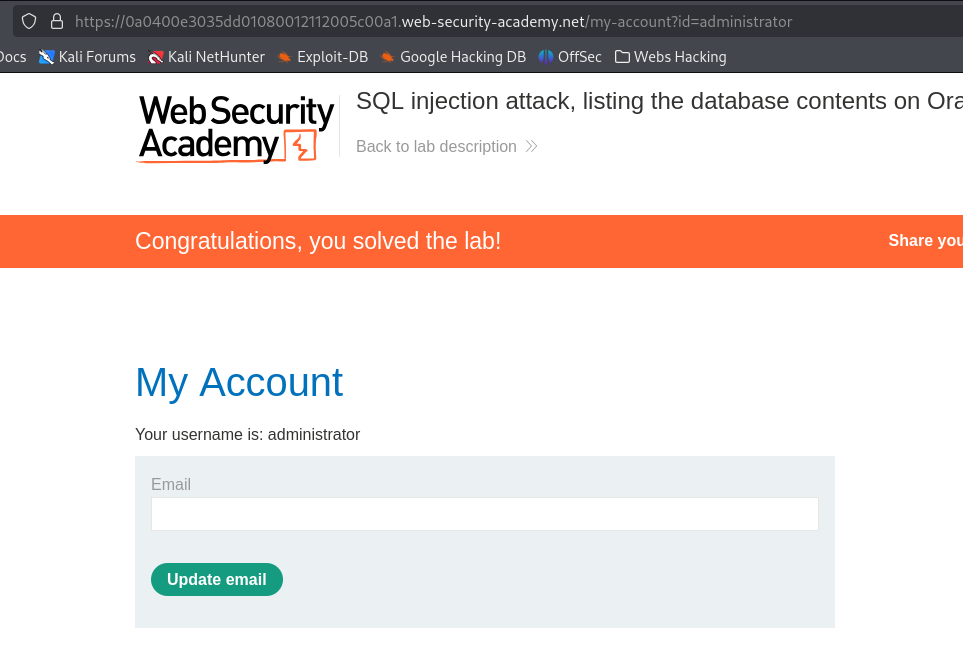 https://0a0400e3035dd01080012112005c00a1.web-security-academy.net/my-account?id=administrator
Docs Kali Forums Kali NetHunter Exploit-DB Google Hacking DB OffSec Webs Hacking
WebSecurity
Academy
SQL injection attack, listing the database contents on Ora
Back to lab description
Congratulations, you solved the lab!
Share you
My Account
Your username is: administrator
Email
Update email